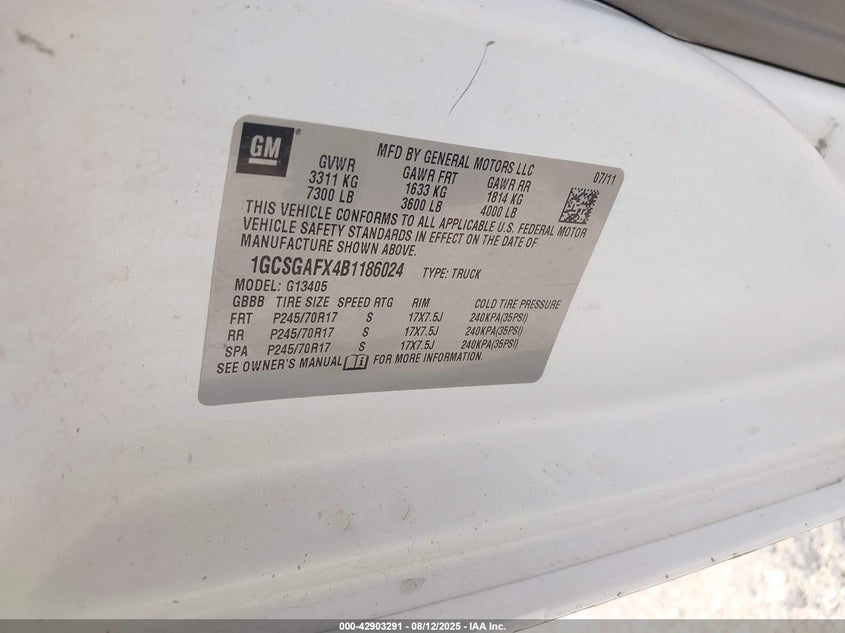 GM®
MFD BY GENERAL MOTORS LLC
07/11
GVWR GAWR FRT GAWR RR
3311 KG 1633 KG 1814 KG
7300 LB 3600 LB 4000 LB
THIS VEHICLE CONFORMS TO ALL APPLICABLE U.S. FEDERAL MOTOR
VEHICLE SAFETY STANDARDS IN EFFECT ON THE DATE OF
MANUFACTURE SHOWN ABOVE.
1GCSGAFX4B1186024 TYPE: TRUCK
MODEL: G13405
GBBB TIRE SIZE SPEED RTG RIM COLD TIRE PRESSURE
FRT P245/70R17 S 17X7.5J 240KPA(35PSI)
RR P245/70R17 S 17X7.5J 240KPA(35PSI)
SPA P245/70R17 S 17X7.5J 240KPA(35PSI)
SEE OWNER'S MANUAL FOR MORE INFORMATION.
000-42903291 - 08/12/2025 - IAA Inc.